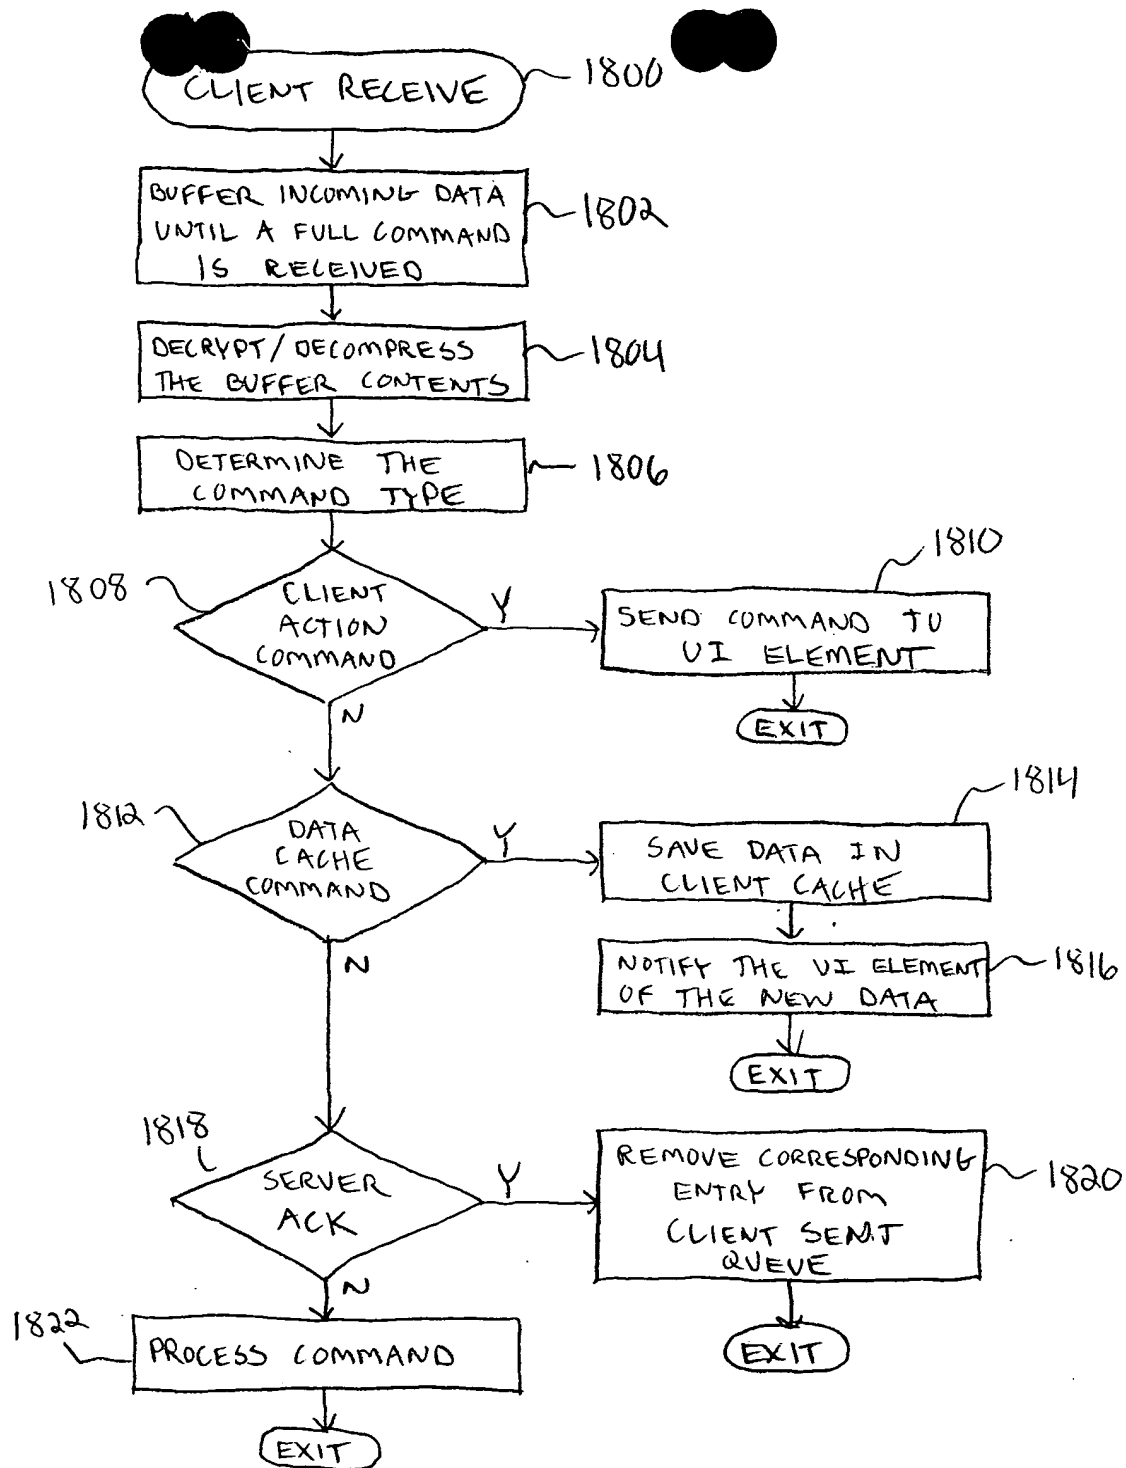 CLIENT RECEIVE
1800
BUFFER INCOMING DATA
UNTIL A FULL COMMAND
IS RECEIVED
1802
DECRYPT/DECOMPRESS
THE BUFFER CONTENTS
1804
DETERMINE THE
COMMAND TYPE
1806
1808
CLIENT
ACTION
COMMAND
Y
N
1810
SEND COMMAND TO
UI ELEMENT
EXIT
1812
DATA
CACHE
COMMAND
Y
N
1814
SAVE DATA IN
CLIENT CACHE
NOTIFY THE UI ELEMENT
OF THE NEW DATA
1816
EXIT
1818
SERVER
ACK
Y
N
REMOVE CORRESPONDING
ENTRY FROM
CLIENT SENT
QUEUE
1820
EXIT
1822
PROCESS COMMAND
EXIT